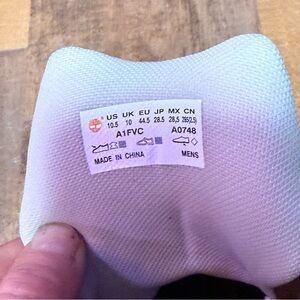 US UK EU JP MX CN
10.5 10 44.5 28.5 28.5 285(2.5)
A1FVC A0748
MADE IN CHINA MENS